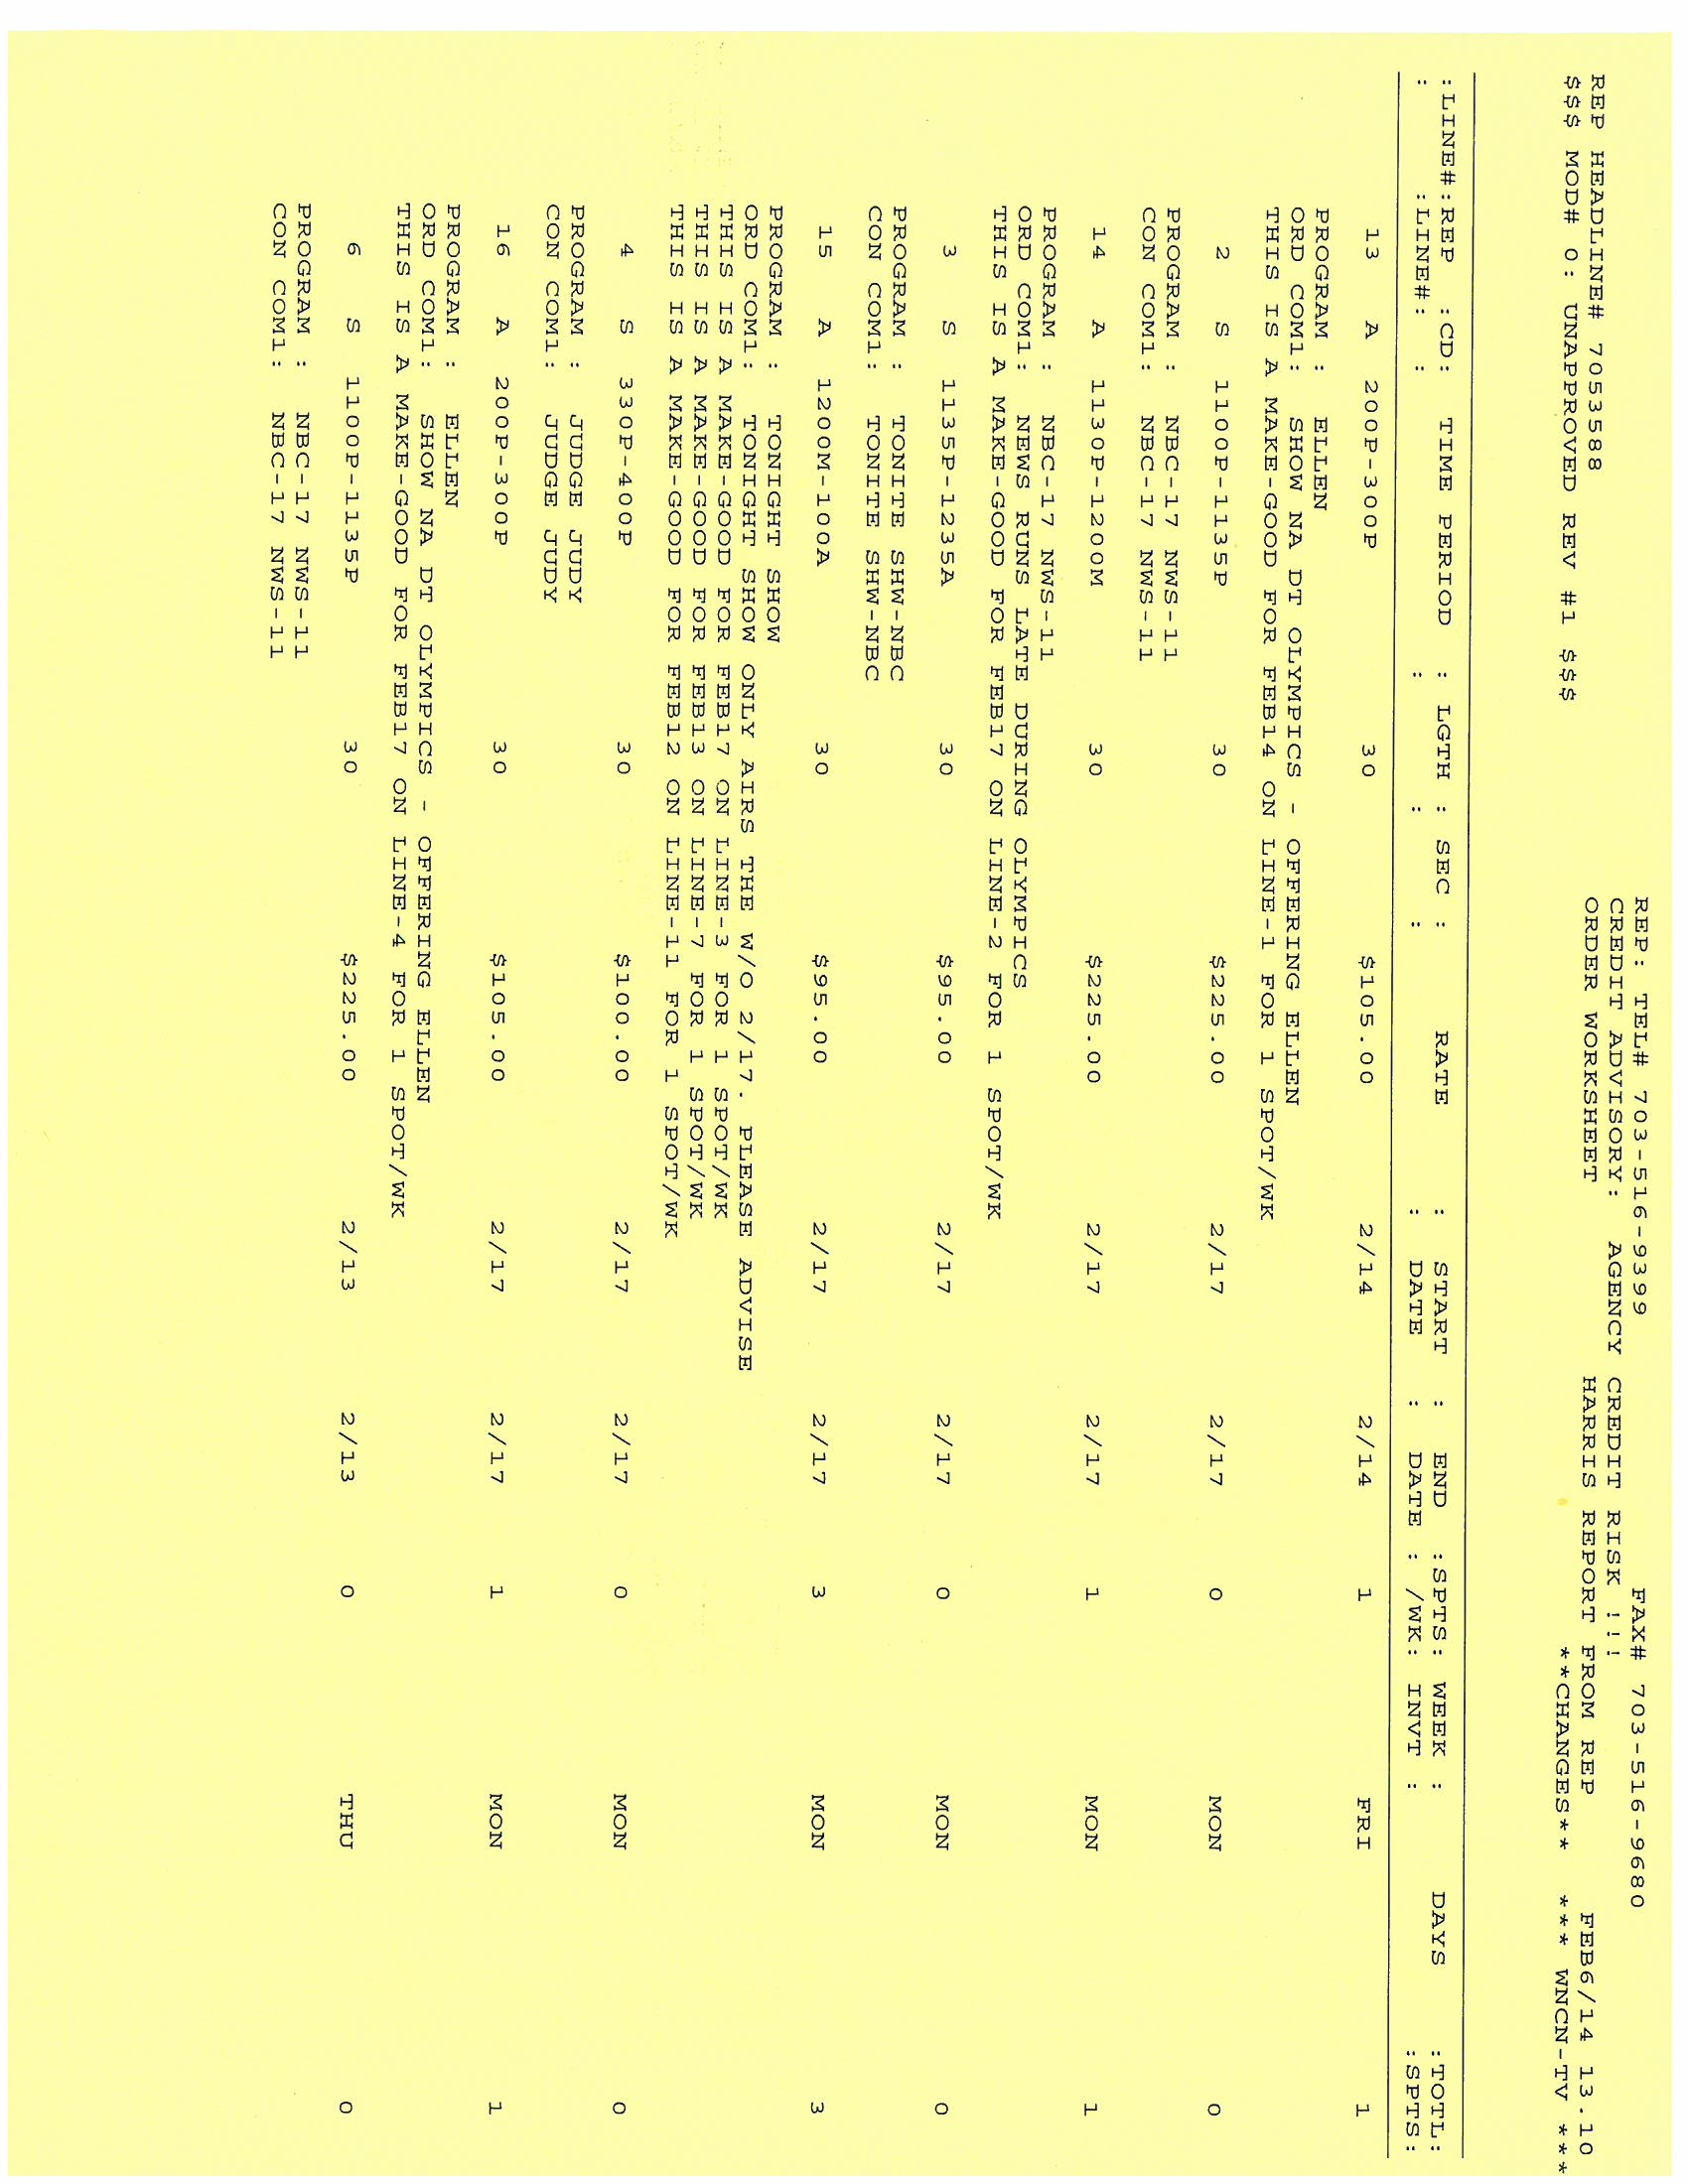 REP: TEL# 703-516-9399 FAX# 703-516-9680
CREDIT ADVISORY: AGENCY CREDIT RISK !!!
REP HEADLINE# 7053588 ORDER WORKSHEET HARRIS REPORT FROM REP FEB6/14 13.10
$$$ MOD# 0: UNAPPROVED REV #1 $$$ **CHANGES** *** WNCN-TV ***
:LINE#:REP :CD: TIME PERIOD : LGTH : SEC : RATE : START : END :SPTS: WEEK : DAYS :TOTL:
: :LINE#: : : : : : DATE : DATE : /WK: INVT : :SPTS:
13 A 200P-300P 30 $105.00 2/14 2/14 1 FRI 1
PROGRAM : ELLEN
ORD COM1: SHOW NA DT OLYMPICS - OFFERING ELLEN
THIS IS A MAKE-GOOD FOR FEB14 ON LINE-1 FOR 1 SPOT/WK
2 S 1100P-1135P 30 $225.00 2/17 2/17 0 MON 0
PROGRAM : NBC-17 NWS-11
CON COM1: NBC-17 NWS-11
14 A 1130P-1200M 30 $225.00 2/17 2/17 1 MON 1
PROGRAM : NBC-17 NWS-11
ORD COM1: NEWS RUNS LATE DURING OLYMPICS
THIS IS A MAKE-GOOD FOR FEB17 ON LINE-2 FOR 1 SPOT/WK
3 S 1135P-1235A 30 $95.00 2/17 2/17 0 MON 0
PROGRAM : TONITE SHW-NBC
CON COM1: TONITE SHW-NBC
15 A 1200M-100A 30 $95.00 2/17 2/17 3 MON 3
PROGRAM : TONIGHT SHOW
ORD COM1: TONIGHT SHOW ONLY AIRS THE W/O 2/17. PLEASE ADVISE
THIS IS A MAKE-GOOD FOR FEB17 ON LINE-3 FOR 1 SPOT/WK
THIS IS A MAKE-GOOD FOR FEB13 ON LINE-7 FOR 1 SPOT/WK
THIS IS A MAKE-GOOD FOR FEB12 ON LINE-11 FOR 1 SPOT/WK
4 S 330P-400P 30 $100.00 2/17 2/17 0 MON 0
PROGRAM : JUDGE JUDY
CON COM1: JUDGE JUDY
16 A 200P-300P 30 $105.00 2/17 2/17 1 MON 1
PROGRAM : ELLEN
ORD COM1: SHOW NA DT OLYMPICS - OFFERING ELLEN
THIS IS A MAKE-GOOD FOR FEB17 ON LINE-4 FOR 1 SPOT/WK
6 S 1100P-1135P 30 $225.00 2/13 2/13 0 THU 0
PROGRAM : NBC-17 NWS-11
CON COM1: NBC-17 NWS-11